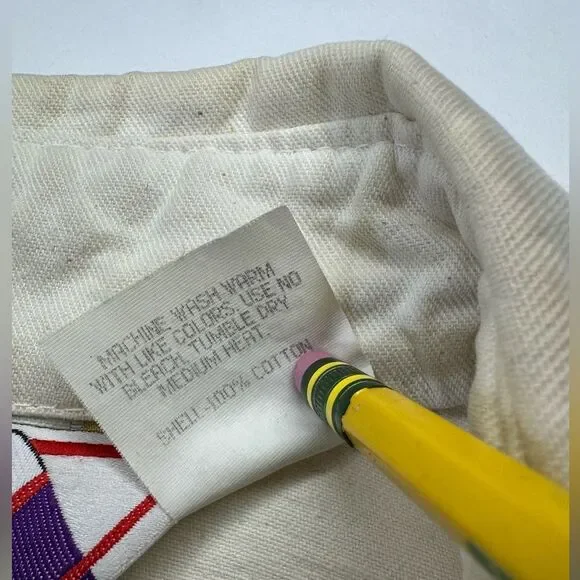 MACHINE WASH WARM
WITH LIKE COLORS. USE NO
BLEACH. TUMBLE DRY
MEDIUM HEAT.
SHELL-100% COTTON